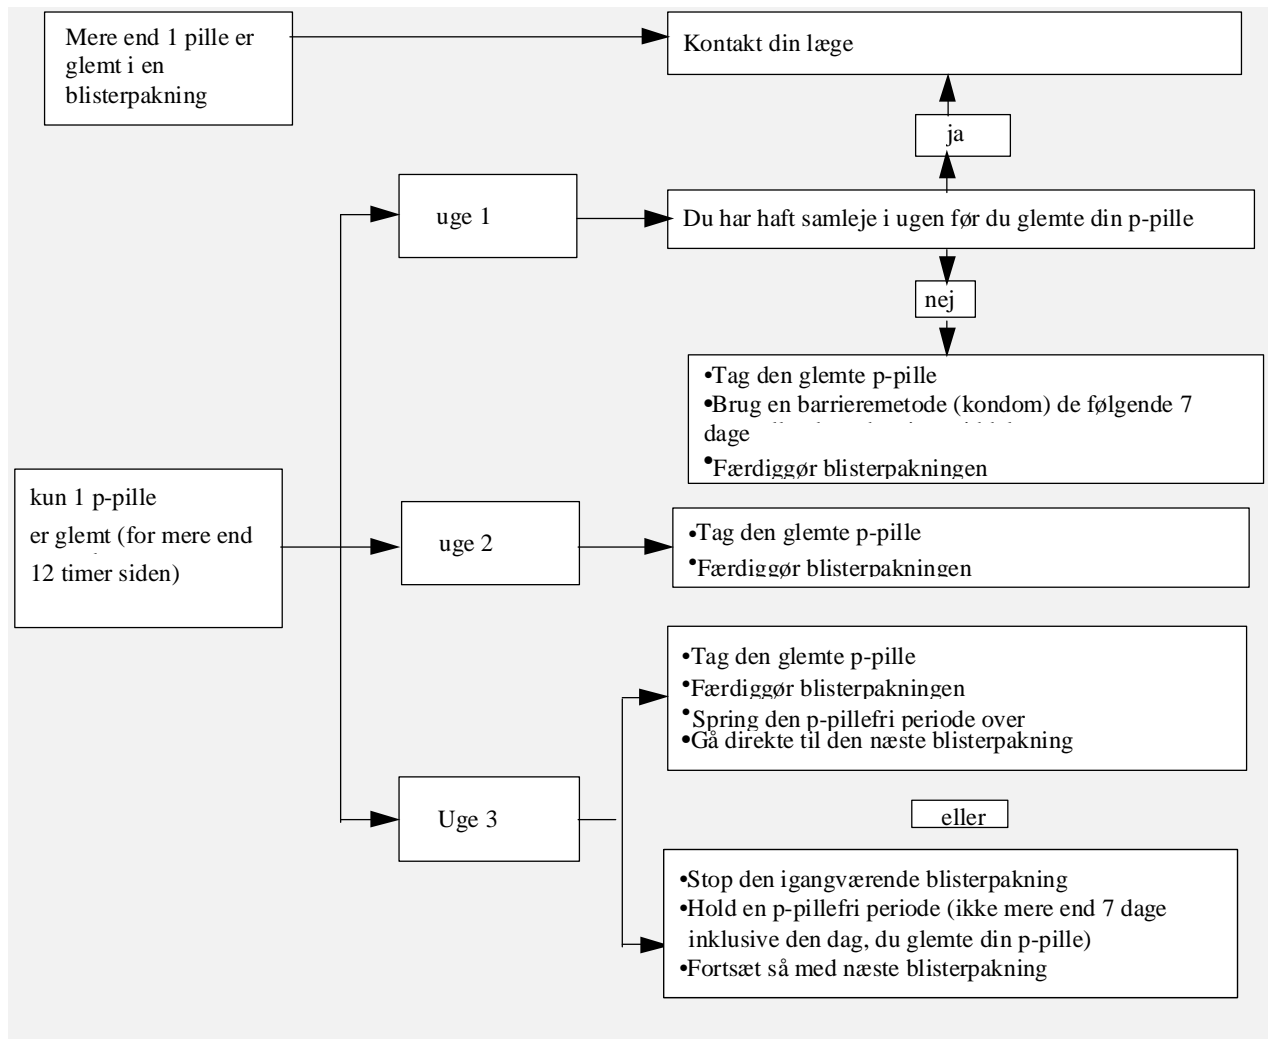 Mere end 1 pille er
glemt i en
blisterpakning
Kontakt din læge
ja
uge 1
Du har haft samleje i ugen før du glemte din p-pille
nej
•Tag den glemte p-pille
•Brug en barrieremetode (kondom) de følgende 7
dage
•Færdiggør blisterpakningen
kun 1 p-pille
er glemt (for mere end
12 timer siden)
uge 2
•Tag den glemte p-pille
•Færdiggør blisterpakningen
•Tag den glemte p-pille
•Færdiggør blisterpakningen
•Spring den p-pillefri periode over
•Gå direkte til den næste blisterpakning
Uge 3
eller
•Stop den igangværende blisterpakning
•Hold en p-pillefri periode (ikke mere end 7 dage
inklusive den dag, du glemte din p-pille)
•Fortsæt så med næste blisterpakning